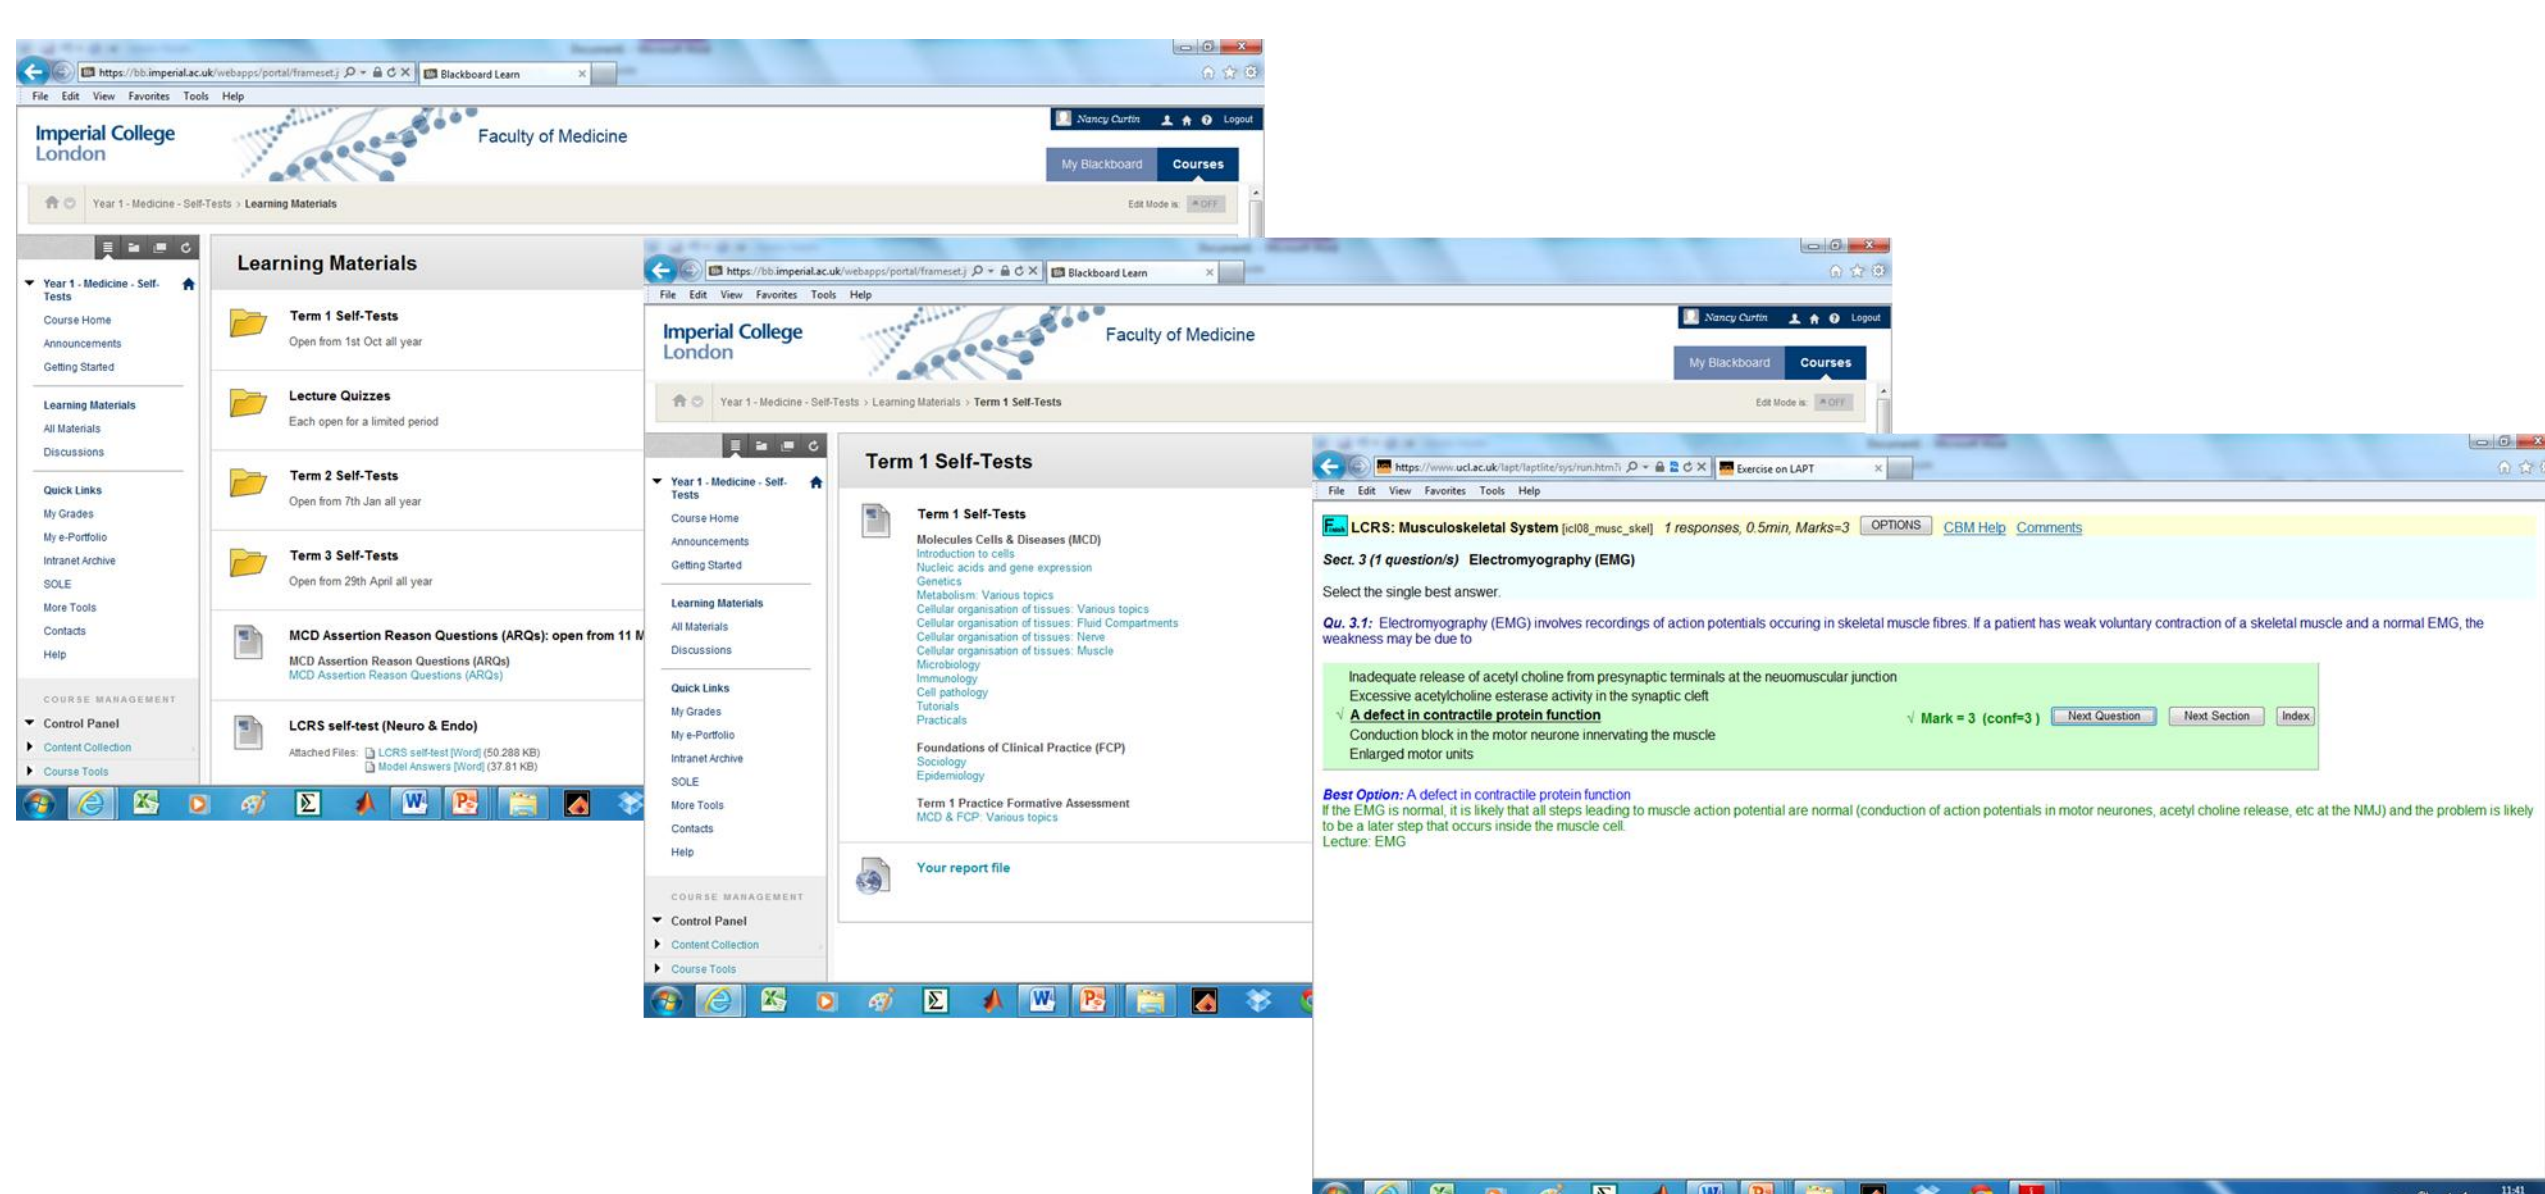 https://bb.imperial.ac.uk/webapps/portal/frameset.j
Blackboard Learn
File Edit View Favorites Tools Help
Imperial College
London
Faculty of Medicine
Nancy Curtin
Logout
My Blackboard
Courses
Year 1 - Medicine - Self-Tests > Learning Materials
Edit Mode is: OFF
Year 1 - Medicine - Self-
Tests
Course Home
Announcements
Getting Started
Learning Materials
All Materials
Discussions
Quick Links
My Grades
My e-Portfolio
Intranet Archive
SOLE
More Tools
Contacts
Help
COURSE MANAGEMENT
Control Panel
Content Collection
Course Tools
Learning Materials
Term 1 Self-Tests
Open from 1st Oct all year
Lecture Quizzes
Each open for a limited period
Term 2 Self-Tests
Open from 7th Jan all year
Term 3 Self-Tests
Open from 29th April all year
MCD Assertion Reason Questions (ARQs): open from 11 M
MCD Assertion Reason Questions (ARQs)
MCD Assertion Reason Questions (ARQs)
LCRS self-test (Neuro & Endo)
Attached Files: LCRS self-test [Word] (50.288 KB)
Model Answers [Word] (37.81 KB)
https://bb.imperial.ac.uk/webapps/portal/frameset.j
Blackboard Learn
File Edit View Favorites Tools Help
Imperial College
London
Faculty of Medicine
Nancy Curtin
Logout
My Blackboard
Courses
Year 1 - Medicine - Self-Tests > Learning Materials > Term 1 Self-Tests
Edit Mode is: OFF
Year 1 - Medicine - Self-
Tests
Course Home
Announcements
Getting Started
Learning Materials
All Materials
Discussions
Quick Links
My Grades
My e-Portfolio
Intranet Archive
SOLE
More Tools
Contacts
Help
COURSE MANAGEMENT
Control Panel
Content Collection
Course Tools
Term 1 Self-Tests
Term 1 Self-Tests
Molecules Cells & Diseases (MCD)
Introduction to cells
Nucleic acids and gene expression
Genetics
Metabolism: Various topics
Cellular organisation of tissues: Various topics
Cellular organisation of tissues: Fluid Compartments
Cellular organisation of tissues: Nerve
Cellular organisation of tissues: Muscle
Microbiology
Immunology
Cell pathology
Tutorials
Practicals
Foundations of Clinical Practice (FCP)
Sociology
Epidemiology
Term 1 Practice Formative Assessment
MCD & FCP: Various topics
Your report file
https://www.ucl.ac.uk/lapt/laptlite/sys/run.htm?i
Exercise on LAPT
File Edit View Favorites Tools Help
LCRS: Musculoskeletal System [icl08_musc_skel] 1 responses, 0.5min, Marks=3 OPTIONS CBM Help Comments
Sect. 3 (1 question/s) Electromyography (EMG)
Select the single best answer.
Qu. 3.1: Electromyography (EMG) involves recordings of action potentials occuring in skeletal muscle fibres. If a patient has weak voluntary contraction of a skeletal muscle and a normal EMG, the
weakness may be due to
Inadequate release of acetyl choline from presynaptic terminals at the neuomuscular junction
Excessive acetylcholine esterase activity in the synaptic cleft
√ A defect in contractile protein function √ Mark = 3 (conf=3 ) Next Question Next Section Index
Conduction block in the motor neurone innervating the muscle
Enlarged motor units
Best Option: A defect in contractile protein function
If the EMG is normal, it is likely that all steps leading to muscle action potential are normal (conduction of action potentials in motor neurones, acetyl choline release, etc at the NMJ) and the problem is likely
to be a later step that occurs inside the muscle cell.
Lecture: EMG
11:41